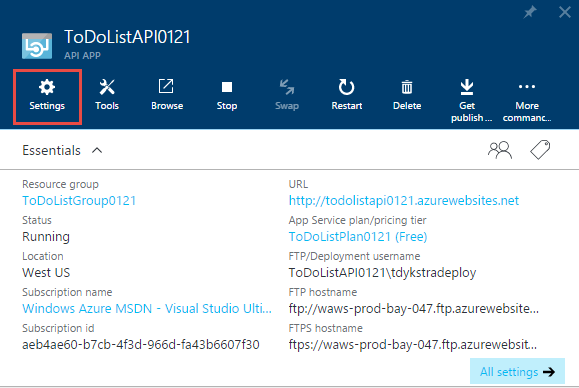 ToDoListAPI0121
API APP
Settings Tools Browse Stop Swap Restart Delete Get publish ... More commanc...
Essentials
Resource group
ToDoListGroup0121
Status
Running
Location
West US
Subscription name
Windows Azure MSDN - Visual Studio Ulti...
Subscription id
aeb4ae60-b7cb-4f3d-966d-fa43b6607f30
URL
http://todolistapi0121.azurewebsites.net
App Service plan/pricing tier
ToDoListPlan0121 (Free)
FTP/Deployment username
ToDoListAPI0121\tdykstradeploy
FTP hostname
ftp://waws-prod-bay-047.ftp.azurewebsite...
FTPS hostname
ftps://waws-prod-bay-047.ftp.azurewebsit...
All settings